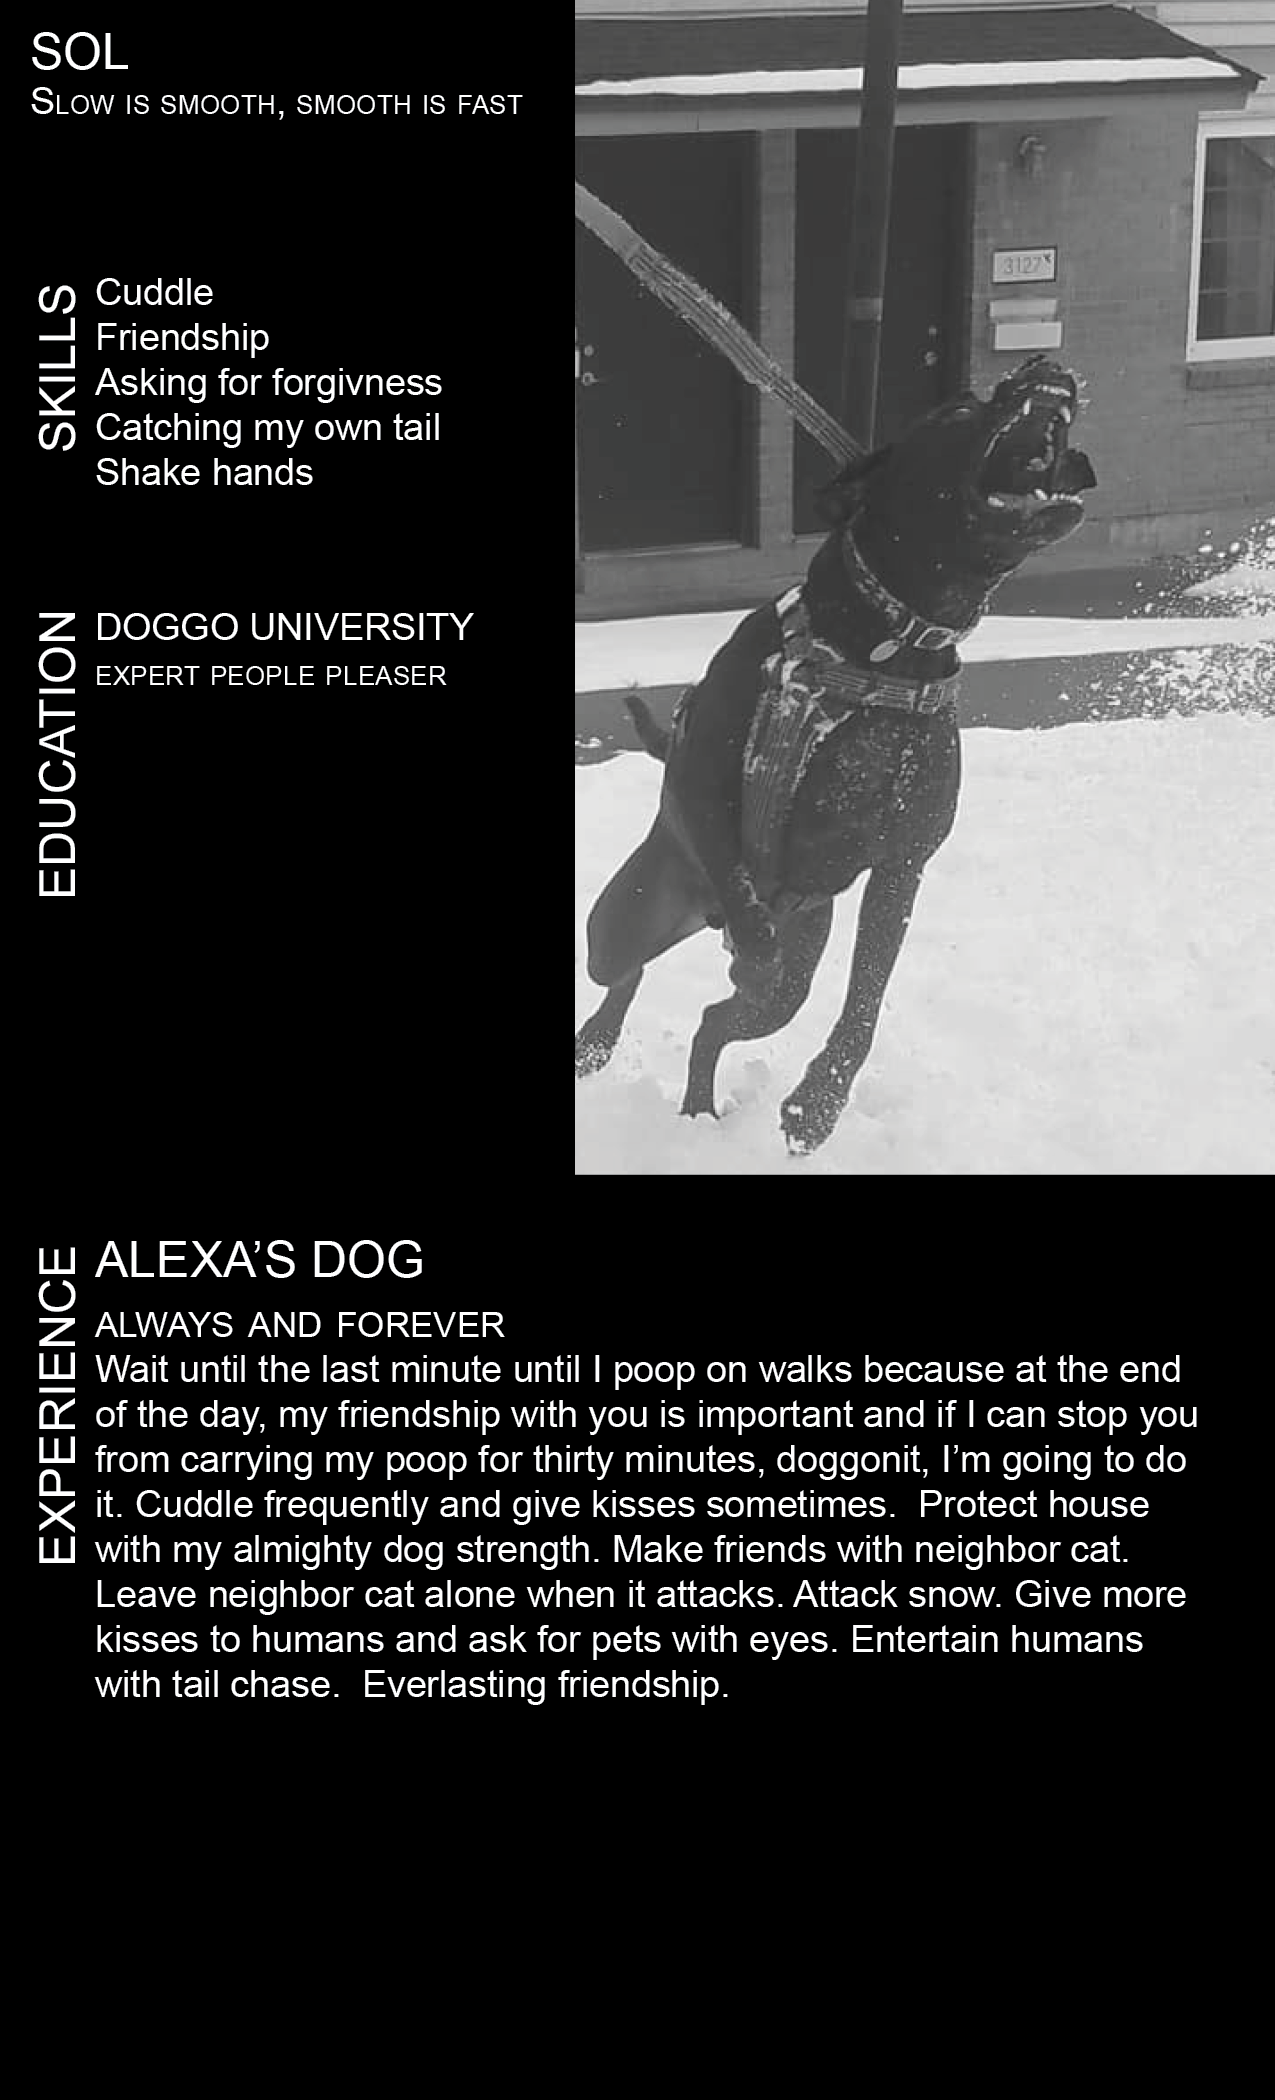 SOL
SLOW IS SMOOTH, SMOOTH IS FAST
SKILLS
Cuddle
Friendship
Asking for forgivness
Catching my own tail
Shake hands
EDUCATION
DOGGO UNIVERSITY
EXPERT PEOPLE PLEASER
3127
EXPERIENCE
ALEXA'S DOG
ALWAYS AND FOREVER
Wait until the last minute until I poop on walks because at the end
of the day, my friendship with you is important and if I can stop you
from carrying my poop for thirty minutes, doggonit, I'm going to do
it. Cuddle frequently and give kisses sometimes.  Protect house
with my almighty dog strength. Make friends with neighbor cat.
Leave neighbor cat alone when it attacks. Attack snow. Give more
kisses to humans and ask for pets with eyes. Entertain humans
with tail chase.  Everlasting friendship.